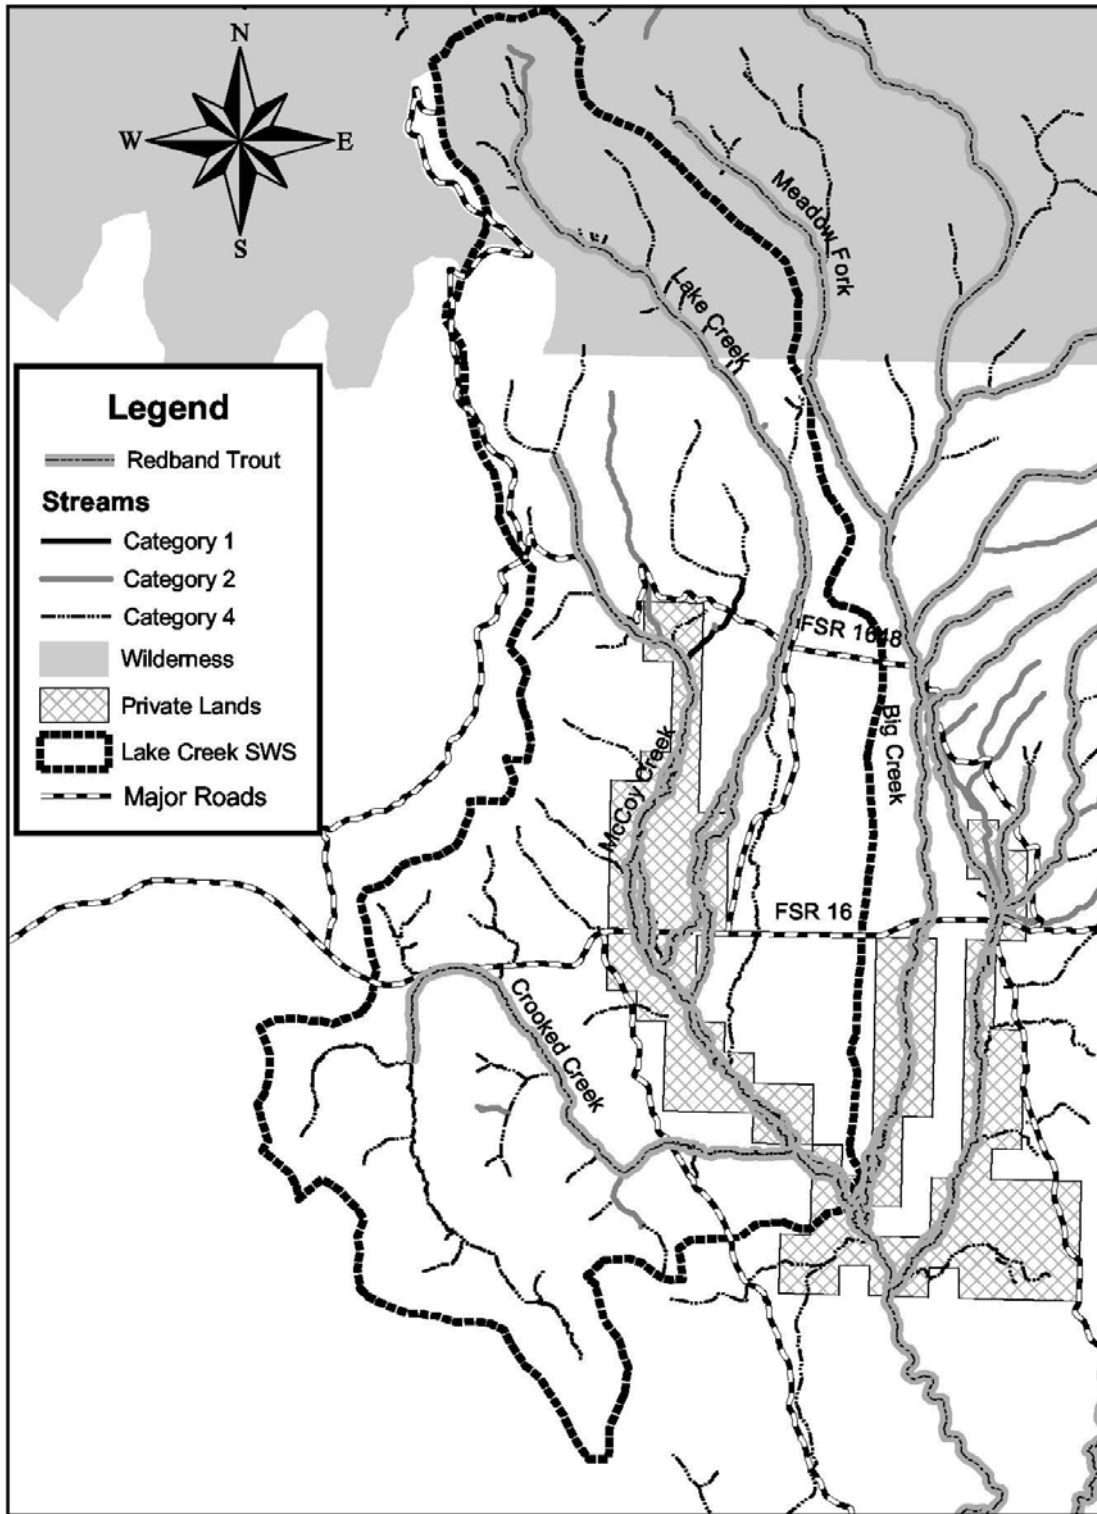 N
W
E
S
Meadow Fork
Lake Creek
Legend
Redband Trout
Streams
Category 1
Category 2
Category 4
Wilderness
Private Lands
Lake Creek SWS
Major Roads
FSR 1648
Big Creek
McCoy Creek
FSR 16
Crooked Creek